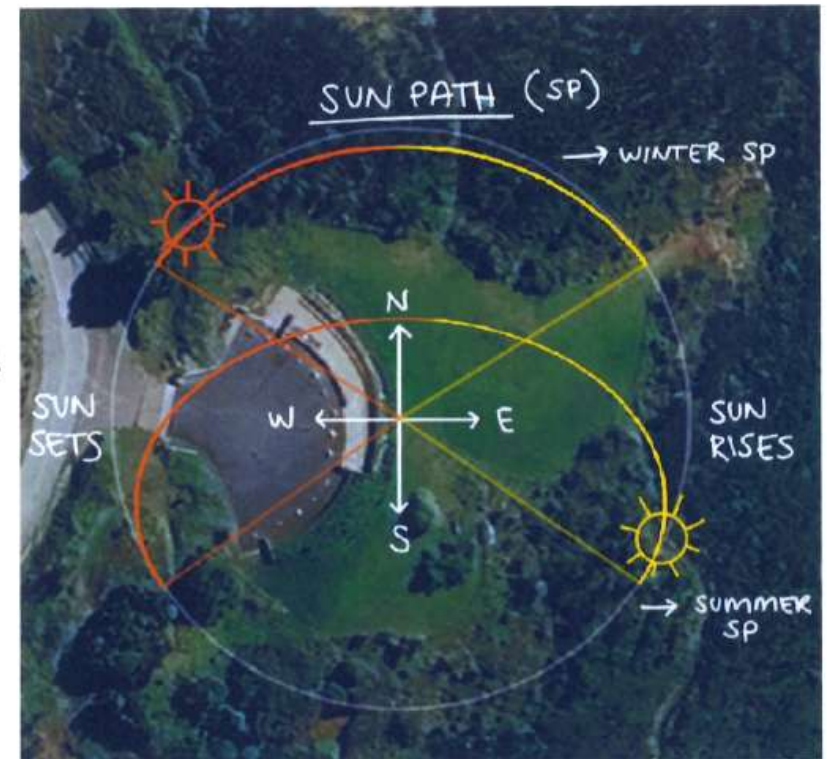 SUN PATH (SP)
→ WINTER SP
N
W
E
S
SUN
SETS
SUN
RISES
→ SUMMER
SP